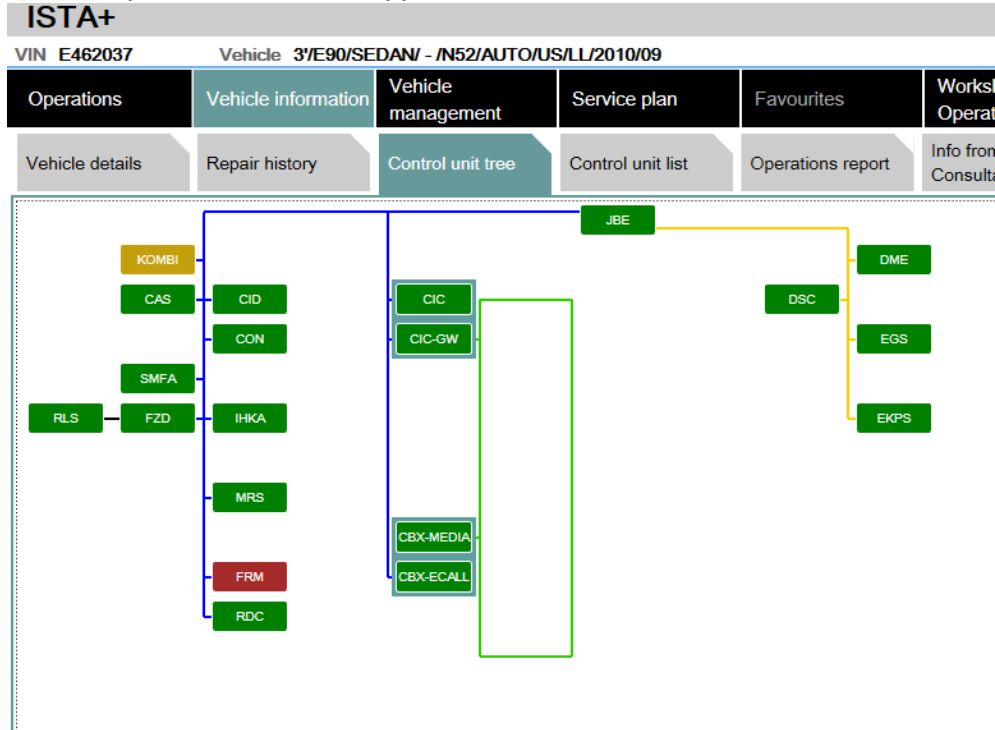 ISTA+
VIN E462037 Vehicle 3'/E90/SEDAN/ - /N52/AUTO/US/LL/2010/09
Operations
Vehicle information
Vehicle
management
Service plan
Favourites
Vehicle details
Repair history
Control unit tree
Control unit list
Operations report
Info from
JBE
KOMBI
DME
CAS
CID
CIC
DSC
CON
CIC-GW
EGS
SMFA
RLS
FZD
IHKA
EKPS
MRS
CBX-MEDIA
FRM
CBX-ECALL
RDC